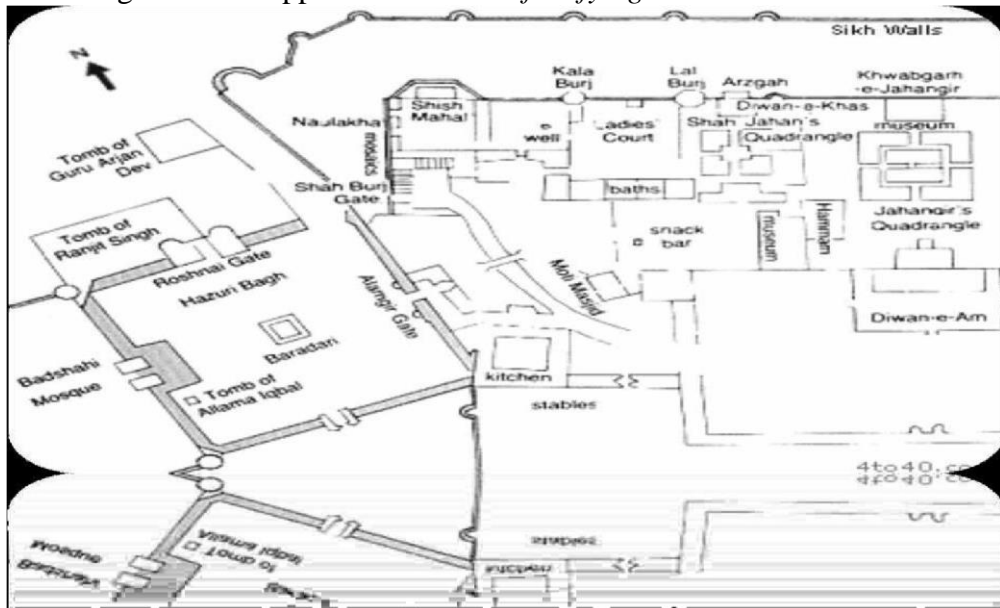 Sikh Walls
N
Kala
Burj
Lal
Burj
Arzgah
Khwabgarh
-e-Jahangir
Shish
Mahal
Diwan-e-Khas
Naulakha
mosaics
e
well
Ladies'
Court
Shah Jahan's
Quadrangle
museum
Tomb of
Guru Arjan
Dev
Shah Burj
Gate
baths
Tomb of
Ranjit Singh
snack
bar
museum
Hammam
Jahangir's
Quadrangle
Roshnai Gate
Hazuri Bagh
Alamgir Gate
Moti Masjid
Diwan-e-Am
Baradari
Badshahi
Mosque
Tomb of
Allama Iqbal
kitchen
stables